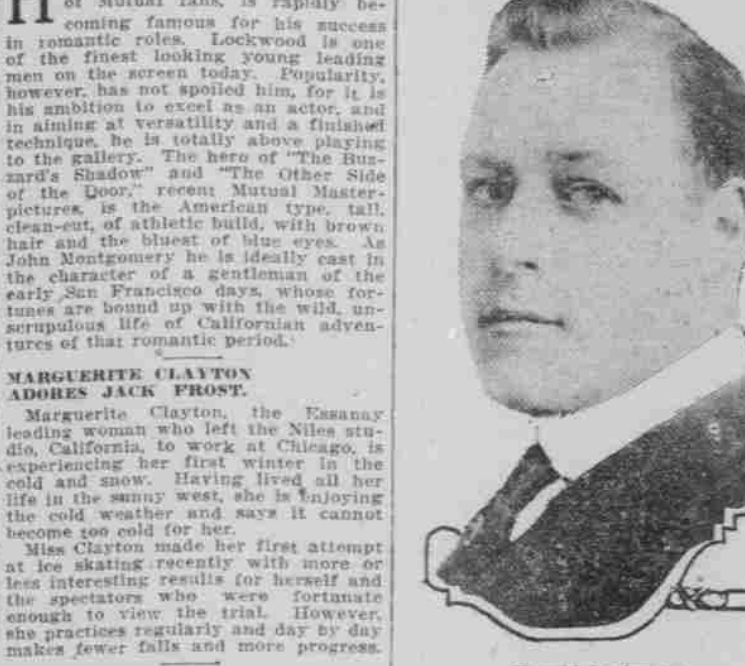 H of Mutual fans, is rapidly be-
coming famous for his success
in romantic roles. Lockwood is one
of the finest looking young leading
men on the screen today. Popularity,
however, has not spoiled him, for it is
his ambition to excel as an actor, and
in aiming at versatility and a finished
technique, he is totally above playing
to the gallery. The hero of "The Buz-
zard's Shadow" and "The Other Side
of the Door," recent Mutual Master-
pictures, is the American type, tall,
clean-cut, of athletic build, with brown
hair and the bluest of blue eyes. As
John Montgomery he is ideally cast in
the character of a gentleman of the
early San Francisco days, whose for-
tunes are bound up with the wild, un-
scrupulous life of Californian adven-
tures of that romantic period.
MARGUERITE CLAYTON
ADORES JACK FROST.
Marguerite Clayton, the Essanay
leading woman who left the Niles stu-
dio, California, to work at Chicago, is
experiencing her first winter in the
cold and snow. Having lived all her
life in the sunny west, she is enjoying
the cold weather and says it cannot
become too cold for her.
Miss Clayton made her first attempt
at ice skating recently with more or
less interesting results for herself and
the spectators who were fortunate
enough to view the trial. However,
she practices regularly and day by day
makes fewer falls and more progress.